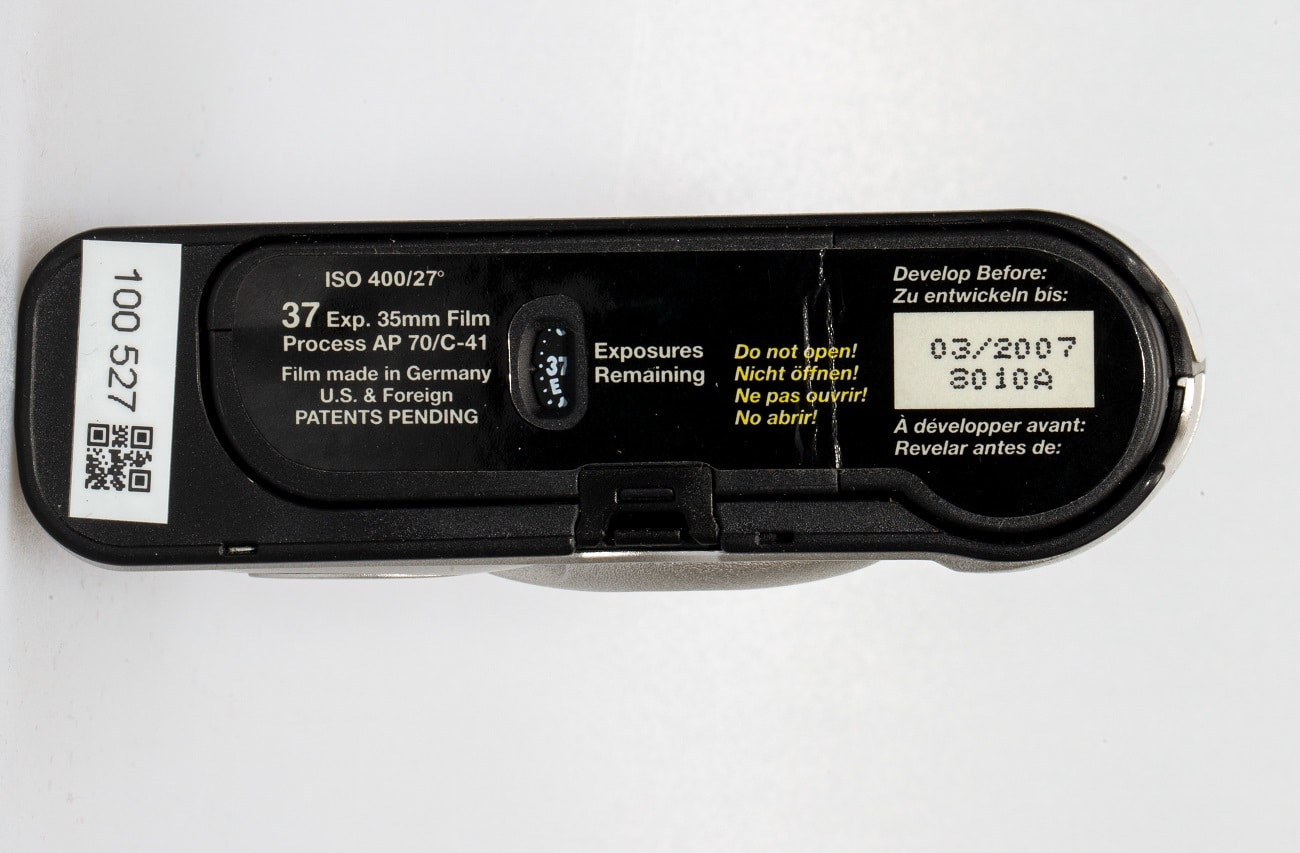 100 527
ISO 400/27°
37 Exp. 35mm Film
Process AP 70/C-41
Film made in Germany
U.S. & Foreign
PATENTS PENDING
37
E
Exposures
Remaining
Do not open!
Nicht öffnen!
Ne pas ouvrir!
No abrir!
Develop Before:
Zu entwickeln bis:
03/2007
8010A
À développer avant:
Revelar antes de: